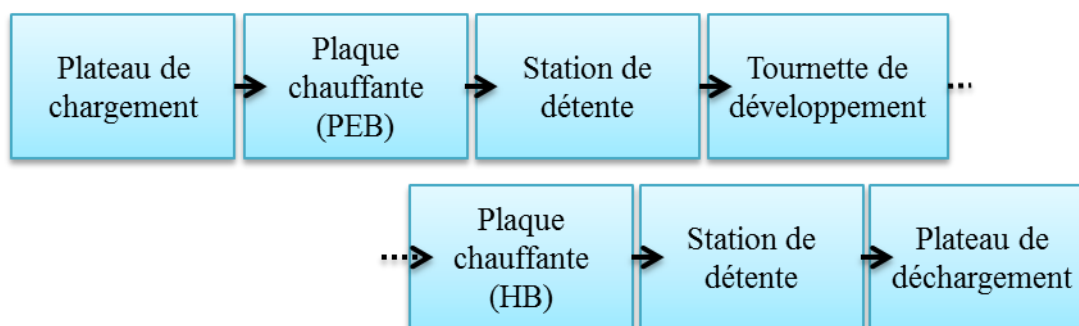 Plateau de
chargement
Plaque
chauffante
(PEB)
Station de
détente
Tournette de
développement
Plaque
chauffante
(HB)
Station de
détente
Plateau de
déchargement